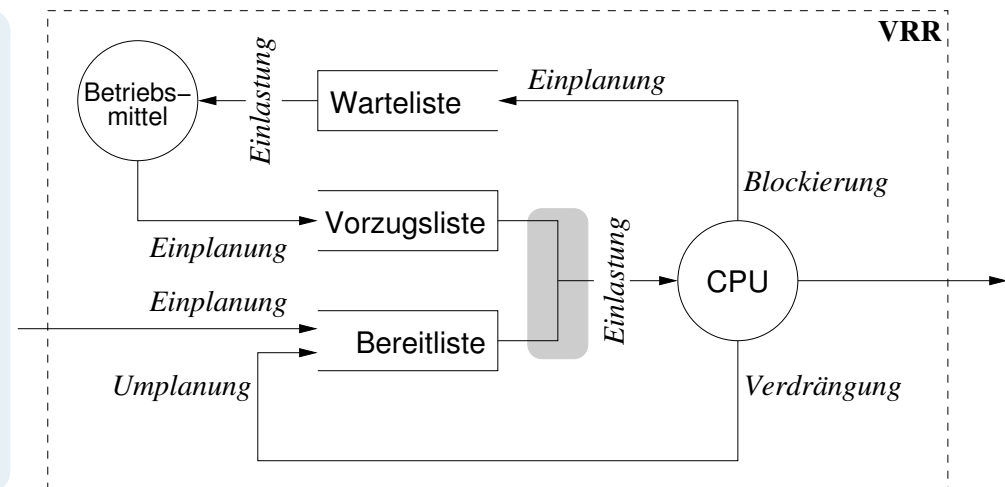 VRR
Betriebs–
mittel
Einlastung
Warteliste
Einplanung
Blockierung
Vorzugsliste
Einplanung
Einlastung
CPU
Einplanung
Bereitliste
Umplanung
Verdrängung